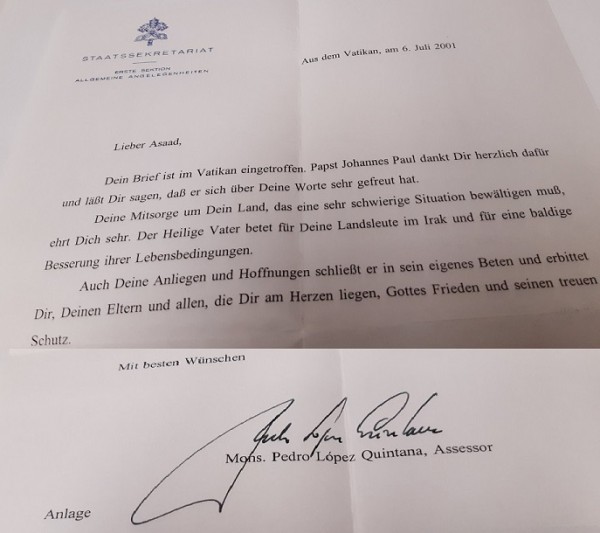 STAATSSEKRETARIAT
ERSTE SEKTION
ALLGEMEINE ANGELEGENHEITEN
Aus dem Vatikan, am 6. Juli 2001
Lieber Asaad,
Dein Brief ist im Vatikan eingetroffen. Papst Johannes Paul dankt Dir herzlich dafür
und läßt Dir sagen, daß er sich über Deine Worte sehr gefreut hat.
Deine Mitsorge um Dein Land, das eine sehr schwierige Situation bewältigen muß,
ehrt Dich sehr. Der Heilige Vater betet für Deine Landsleute im Irak und für eine baldige
Besserung ihrer Lebensbedingungen.
Auch Deine Anliegen und Hoffnungen schließt er in sein eigenes Beten und erbittet
Dir, Deinen Eltern und allen, die Dir am Herzen liegen, Gottes Frieden und seinen treuen
Schutz.
Mit besten Wünschen
Mons. Pedro López Quintana, Assessor
Anlage